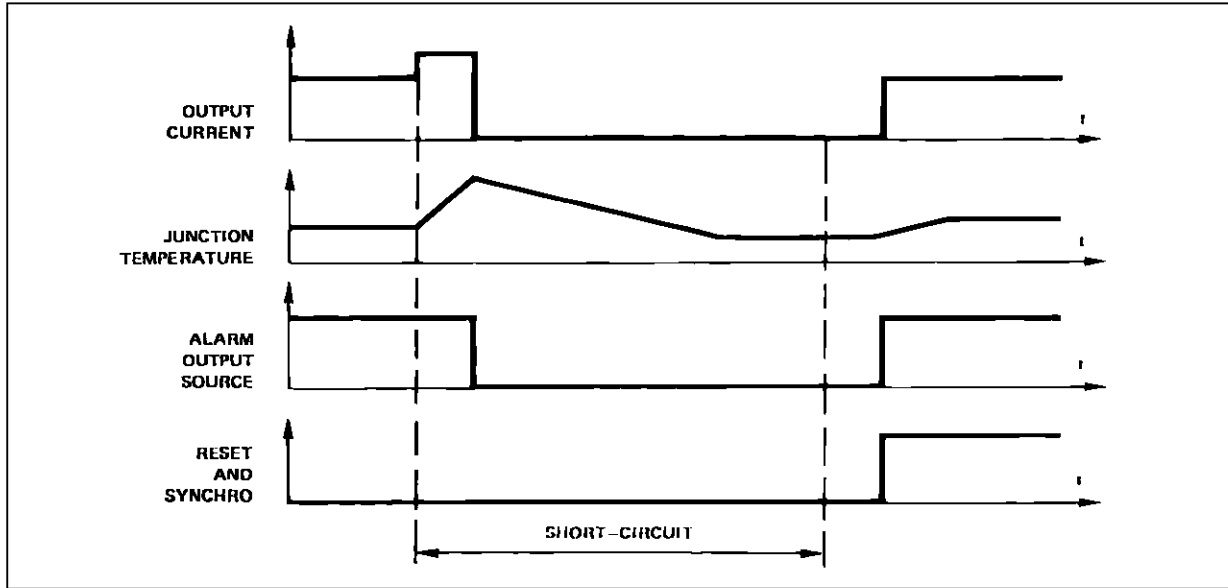 OUTPUT
CURRENT
t
JUNCTION
TEMPERATURE
t
ALARM
OUTPUT
SOURCE
t
RESET
AND
SYNCHRO
t
SHORT-CIRCUIT